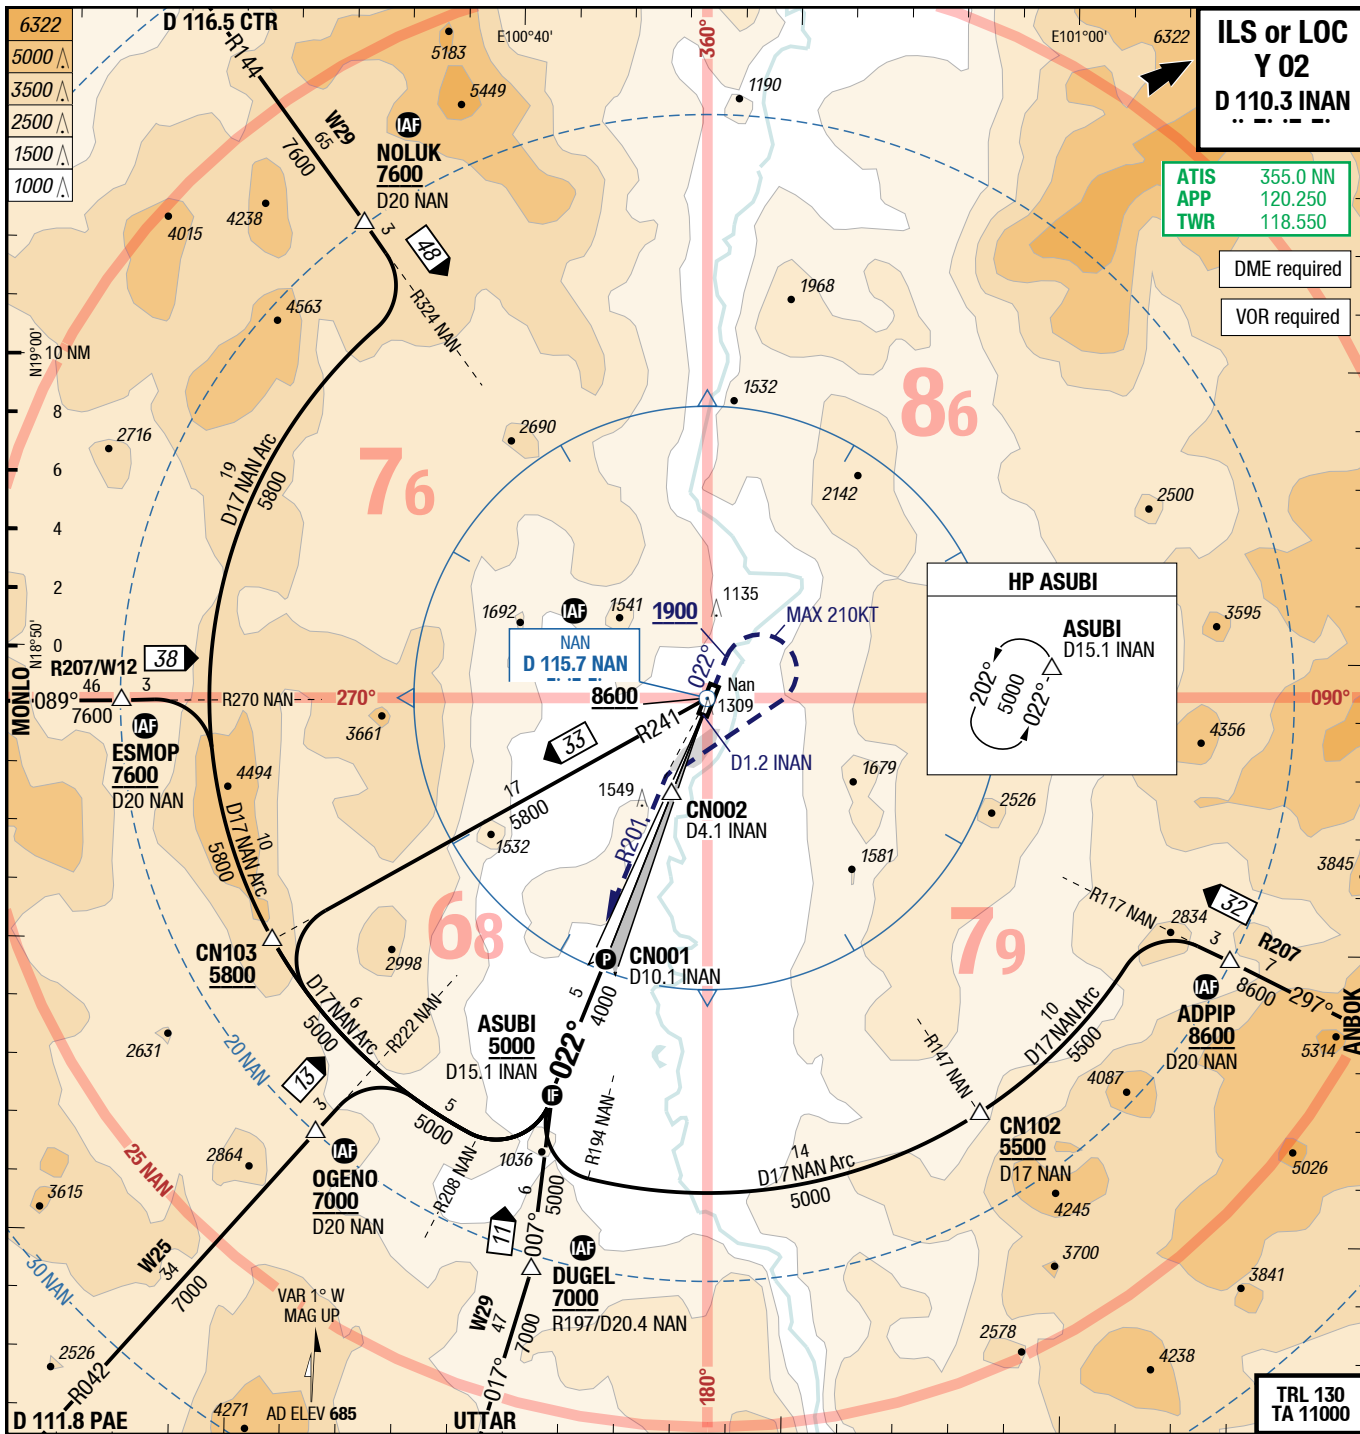 6322
5000
3500
2500
1500
1000
D 116.5 CTR
R144
E100°40'
360°
E101°00'
6322
ILS or LOC
Y 02
D 110.3 INAN
ATIS 355.0 NN
APP 120.250
TWR 118.550
DME required
VOR required
5183
5449
1190
W29
65
7600
IAF
NOLUK
7600
D20 NAN
4238
4015
3
48
R324 NAN
4563
1968
N19°00'
10 NM
8
6
4
2
0
N18°50'
1532
86
2716
2690
76
19
D17 NAN Arc
5800
2142
2500
HP ASUBI
ASUBI
D15.1 INAN
202°
5000
022°
3595
1692
IAF
1541
1900
1135
MAX 210KT
NAN
D 115.7 NAN
8600
022°
Nan
1309
MONLO
R207/W12
38
46
089°
3
7600
R270 NAN
270°
090°
IAF
ESMOP
7600
D20 NAN
3661
33
R241
D1.2 INAN
4356
4494
17
5800
1549
CN002
D4.1 INAN
1679
2526
D17 NAN Arc
10
5800
1532
R201
1581
3845
R117 NAN
2834
32
3
R207
7
8600
297°
ANBOK
68
79
CN103
5800
2998
CN001
D10.1 INAN
IAF
ADPIP
8600
D20 NAN
P
5
4000
6
D17 NAN Arc
5000
R222 NAN
ASUBI
5000
D15.1 INAN
022°
IF
10
D17 NAN Arc
5500
R147 NAN
5314
2631
20 NAN
13
3
4087
CN102
5500
D17 NAN
5
5000
R194 NAN
1036
14
D17 NAN Arc
5000
2864
IAF
OGENO
7000
D20 NAN
R208 NAN
6
5000
5026
4245
3615
25 NAN
11
007°
IAF
DUGEL
7000
R197/D20.4 NAN
3700
3841
W25
34
7000
30 NAN
VAR 1° W
MAG UP
W29
47
7000
017°
2578
4238
2526
R042
D 111.8 PAE
4271
AD ELEV 685
UTTAR
180°
TRL 130
TA 11000